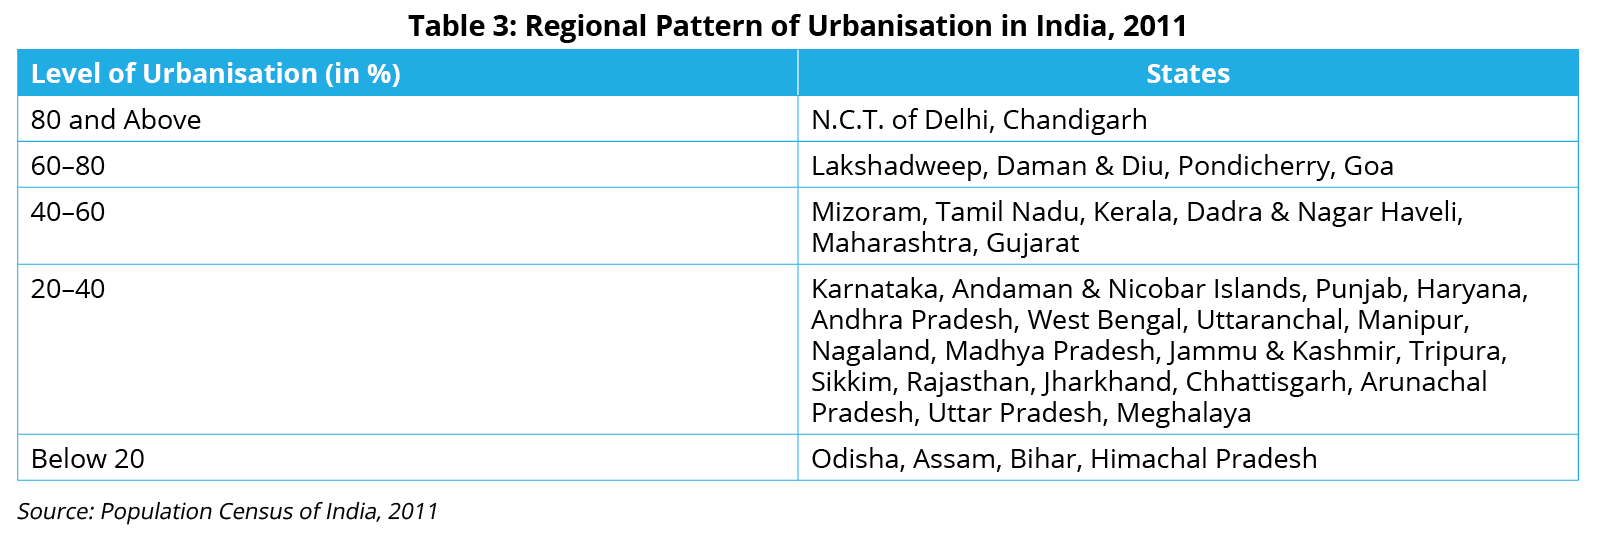 Table 3: Regional Pattern of Urbanisation in India, 2011
Level of Urbanisation (in %) States
80 and Above N.C.T. of Delhi, Chandigarh
60–80 Lakshadweep, Daman & Diu, Pondicherry, Goa
40–60 Mizoram, Tamil Nadu, Kerala, Dadra & Nagar Haveli,
Maharashtra, Gujarat
20–40 Karnataka, Andaman & Nicobar Islands, Punjab, Haryana,
Andhra Pradesh, West Bengal, Uttaranchal, Manipur,
Nagaland, Madhya Pradesh, Jammu & Kashmir, Tripura,
Sikkim, Rajasthan, Jharkhand, Chhattisgarh, Arunachal
Pradesh, Uttar Pradesh, Meghalaya
Below 20 Odisha, Assam, Bihar, Himachal Pradesh
Source: Population Census of India, 2011